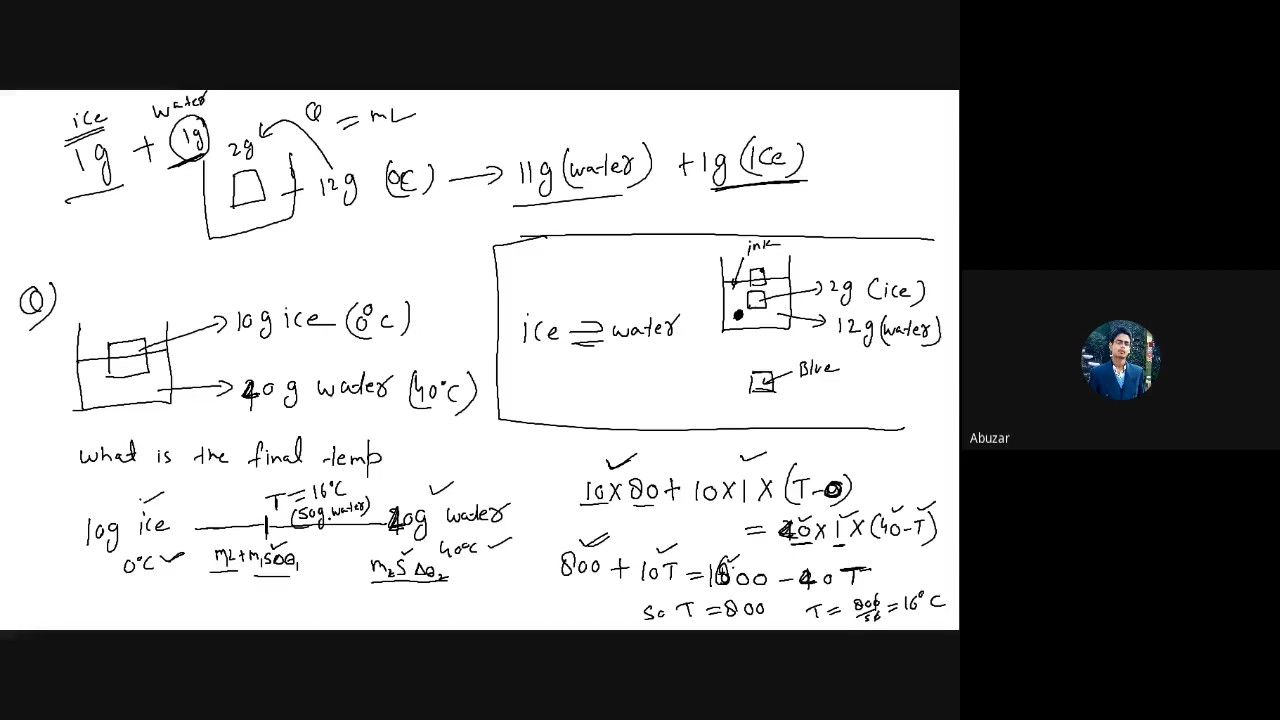 ice water
1g + 1g 2g Q = mL
12g (0°C) → 11g (water) + 1g (Ice)
Q)
10g ice (0°C)
40g water (40°C)
what is the final temp
T = 16°C
(50g.water)
10g ice 40g water
0°C mL + m₁SΔθ₁ m₂SΔθ₂ 40°C
ink
ice ⇌ water
2g (ice)
12g (water)
Blue
10 X 80 + 10 X 1 X (T-0)
= 40 X 1 X (40-T)
800 + 10T = 1600 - 40T
50 T = 800 T = 800/50 = 16°C
Abuzar